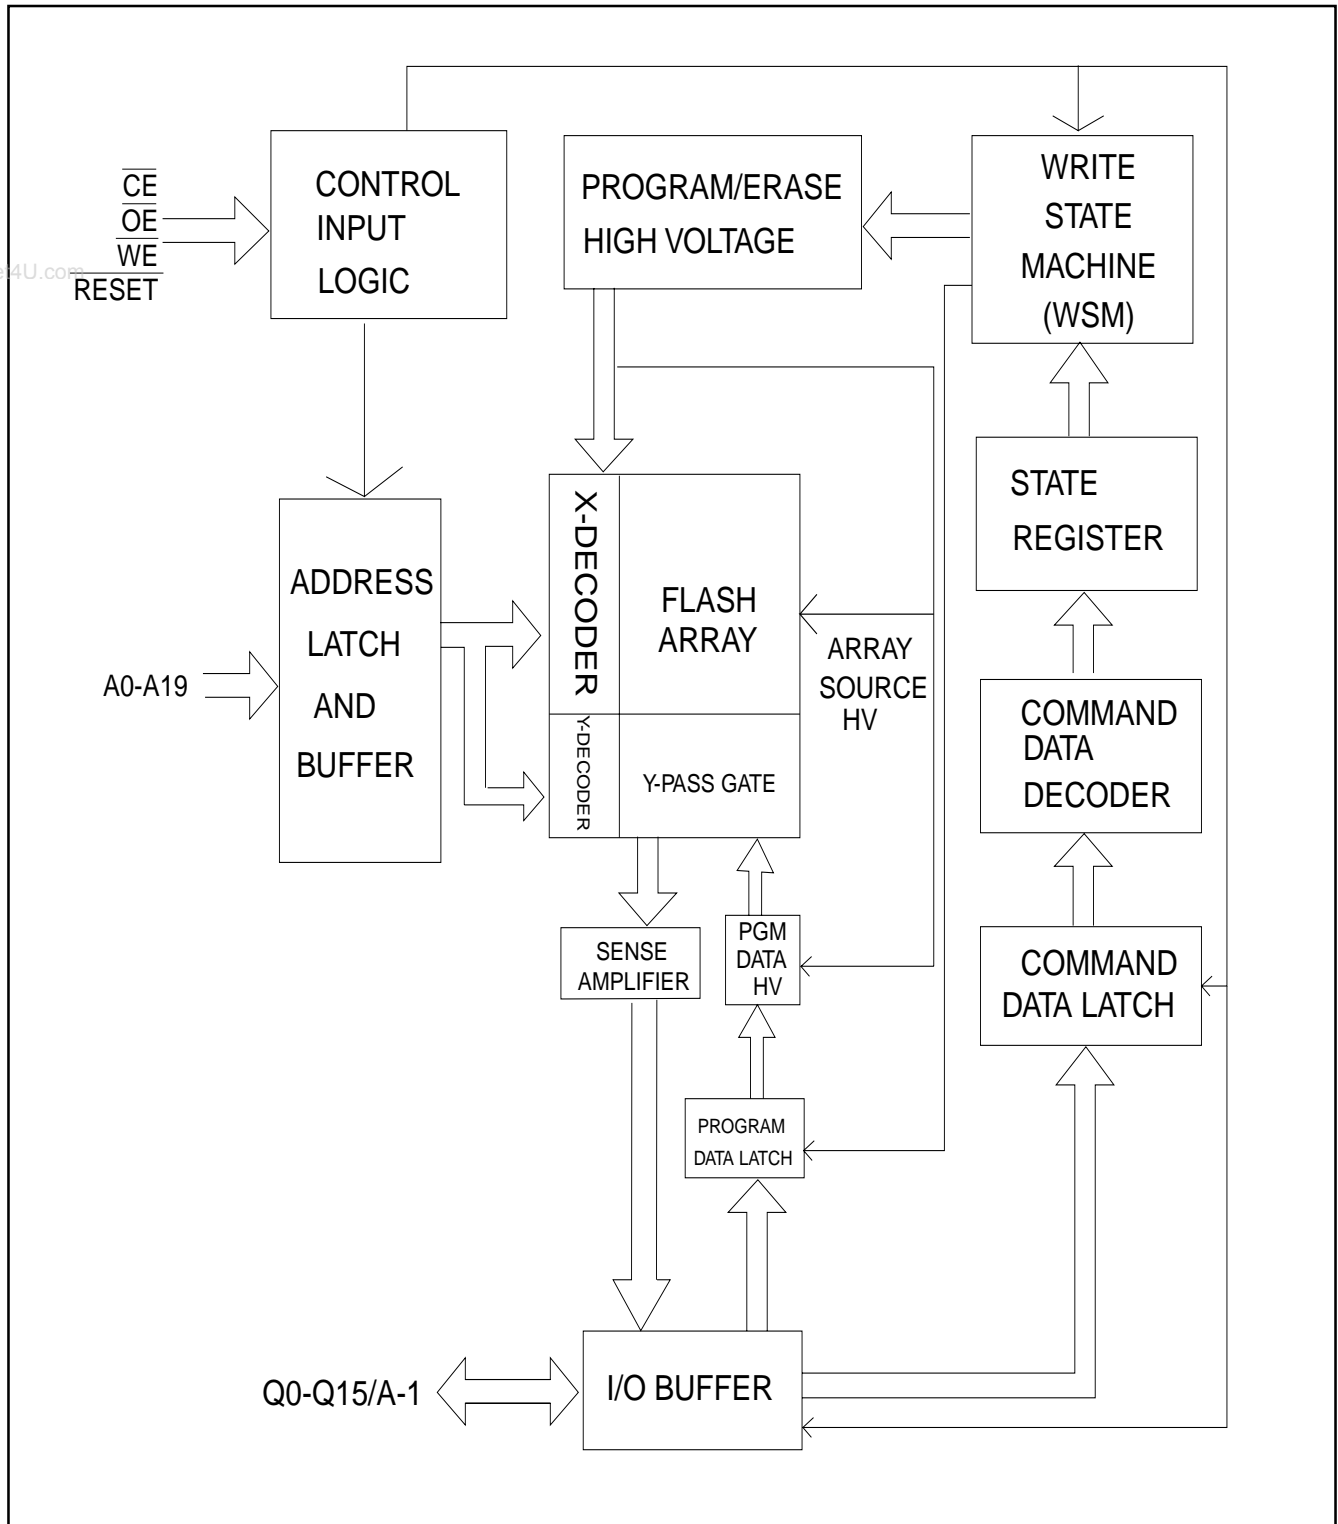 CE
OE
WE
RESET
et4U.com
CONTROL
INPUT
LOGIC
PROGRAM/ERASE
HIGH VOLTAGE
WRITE
STATE
MACHINE
(WSM)
STATE
REGISTER
ADDRESS
LATCH
AND
BUFFER
A0-A19
X-DECODER
FLASH
ARRAY
ARRAY
SOURCE
HV
Y-DECODER
Y-PASS GATE
COMMAND
DATA
DECODER
SENSE
AMPLIFIER
PGM
DATA
HV
COMMAND
DATA LATCH
PROGRAM
DATA LATCH
Q0-Q15/A-1
I/O BUFFER